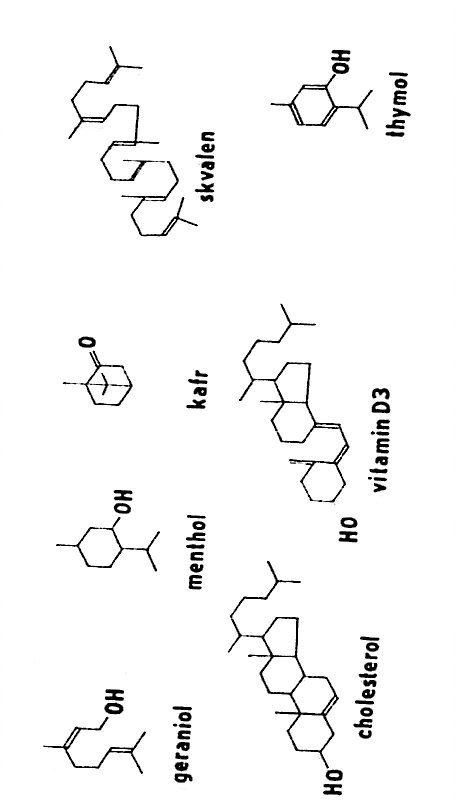 OH
geraniol
OH
menthol
O
kafr
skvalen
HO
cholesterol
HO
vitamin D3
OH
thymol